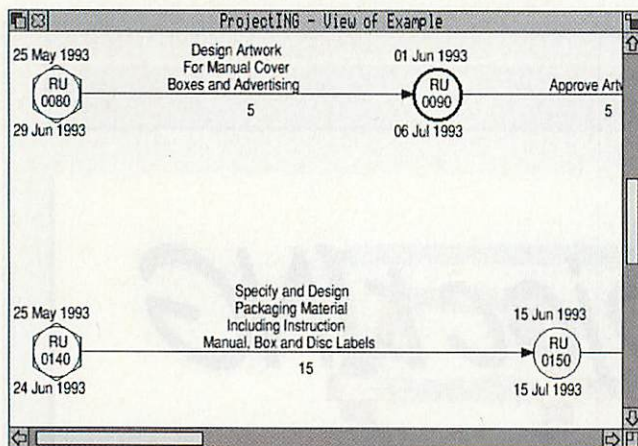 ProjectING - View of Example
25 May 1993
Design Artwork
For Manual Cover
Boxes and Advertising
01 Jun 1993
RU
0080
5
RU
0090
Approve Artw
5
29 Jun 1993
06 Jul 1993
25 May 1993
Specify and Design
Packaging Material
Including Instruction
Manual, Box and Disc Labels
15 Jun 1993
RU
0140
15
RU
0150
24 Jun 1993
15 Jul 1993